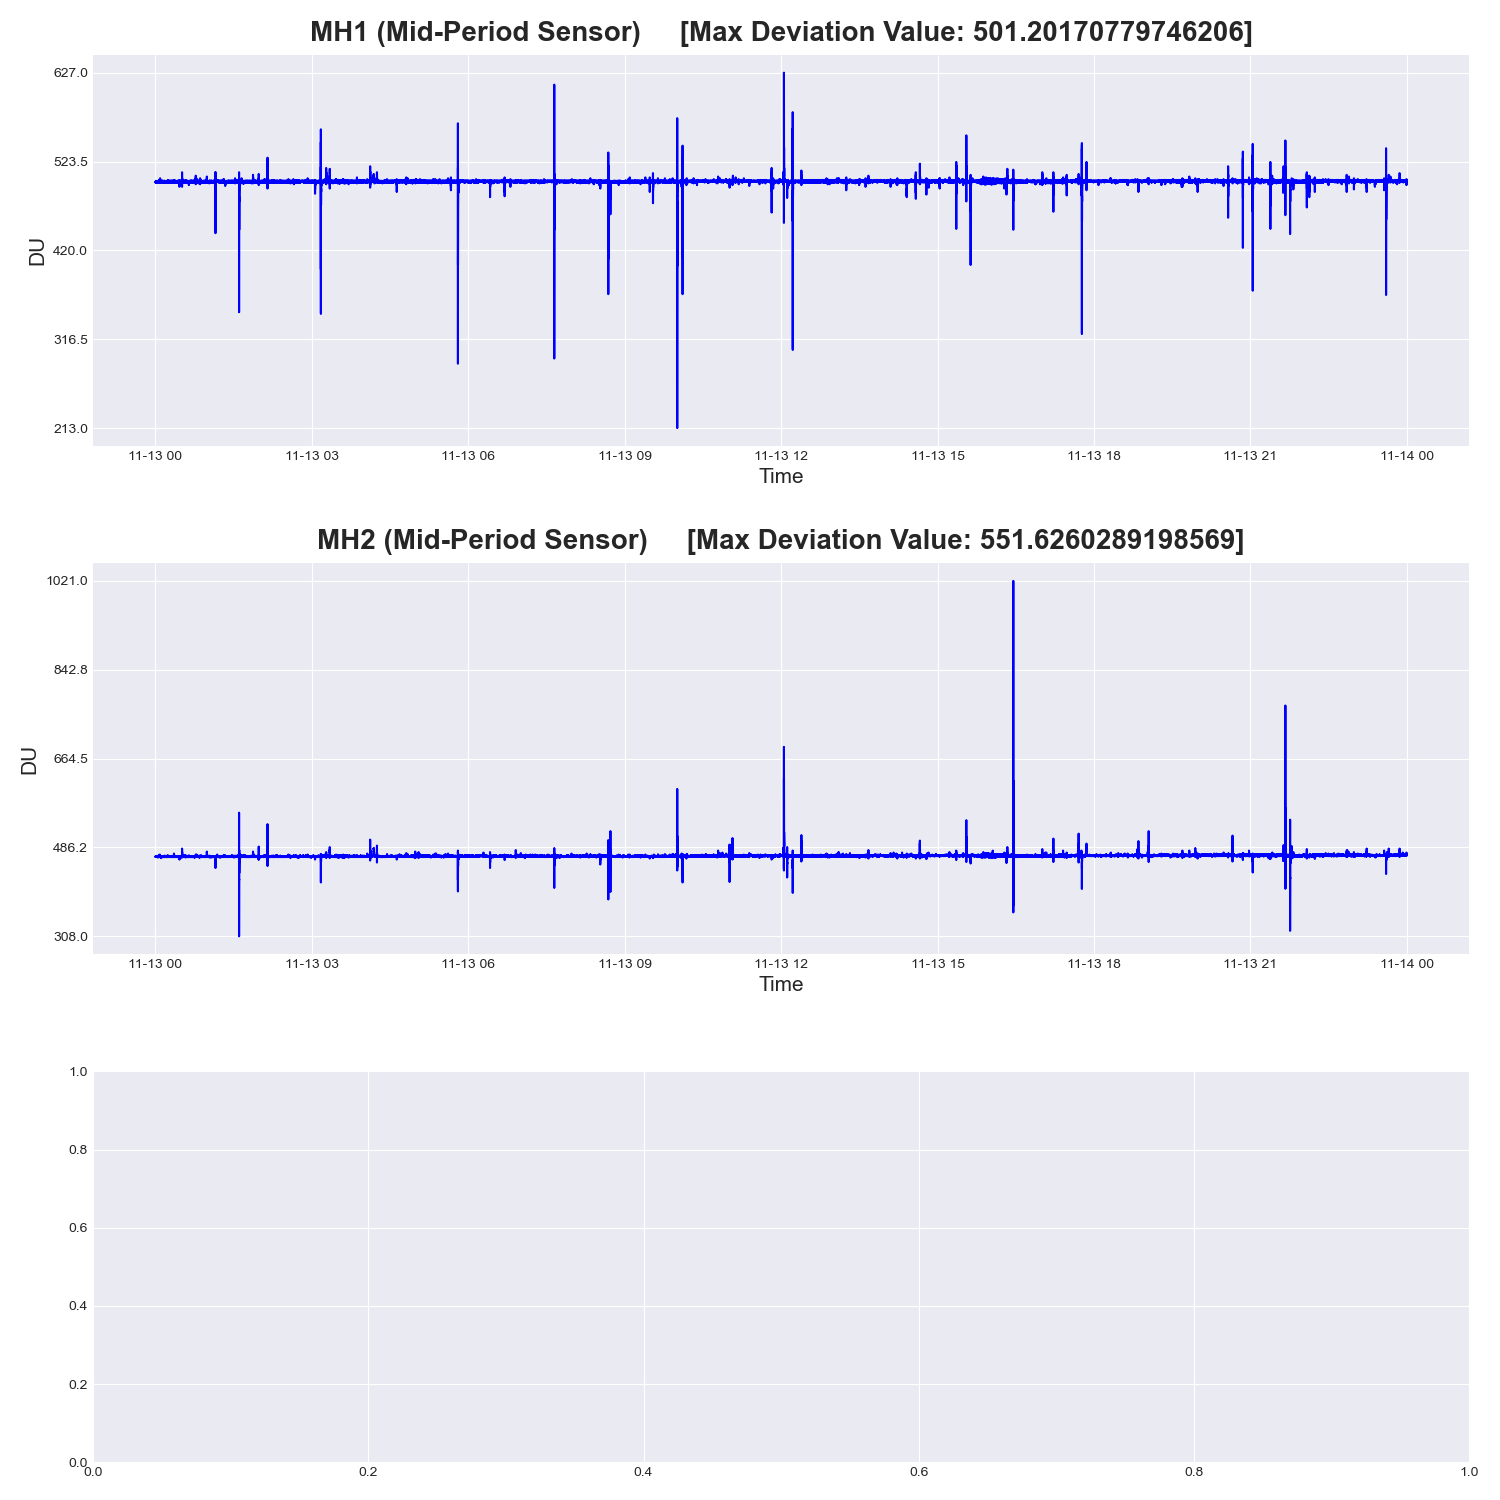 MH1 (Mid-Period Sensor) [Max Deviation Value: 501.20170779746206]
627.0
523.5
420.0
316.5
213.0
DU
11-13 00 11-13 03 11-13 06 11-13 09 11-13 12 11-13 15 11-13 18 11-13 21 11-14 00
Time
MH2 (Mid-Period Sensor) [Max Deviation Value: 551.6260289198569]
1021.0
842.8
664.5
486.2
308.0
DU
11-13 00 11-13 03 11-13 06 11-13 09 11-13 12 11-13 15 11-13 18 11-13 21 11-14 00
Time
1.0
0.8
0.6
0.4
0.2
0.0
0.0 0.2 0.4 0.6 0.8 1.0